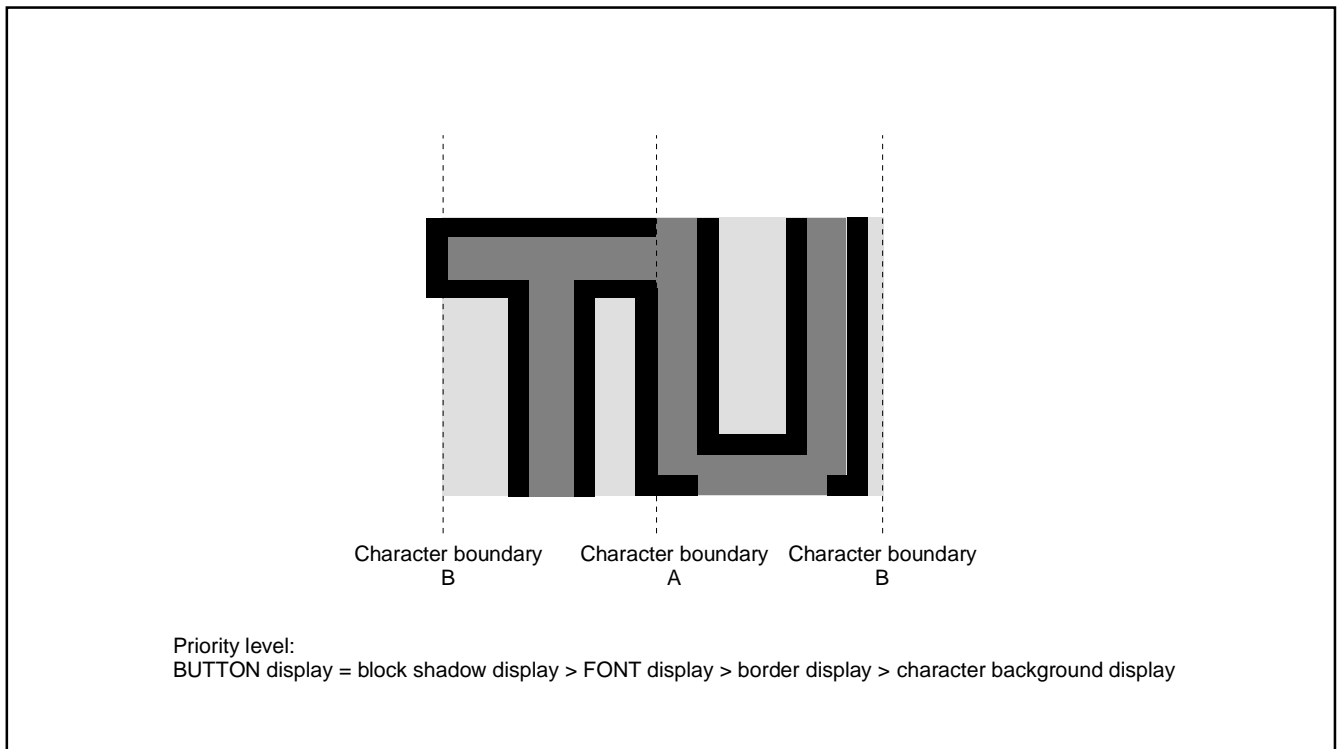 TU
Character boundary Character boundary Character boundary
B A B
Priority level:
BUTTON display = block shadow display > FONT display > border display > character background display